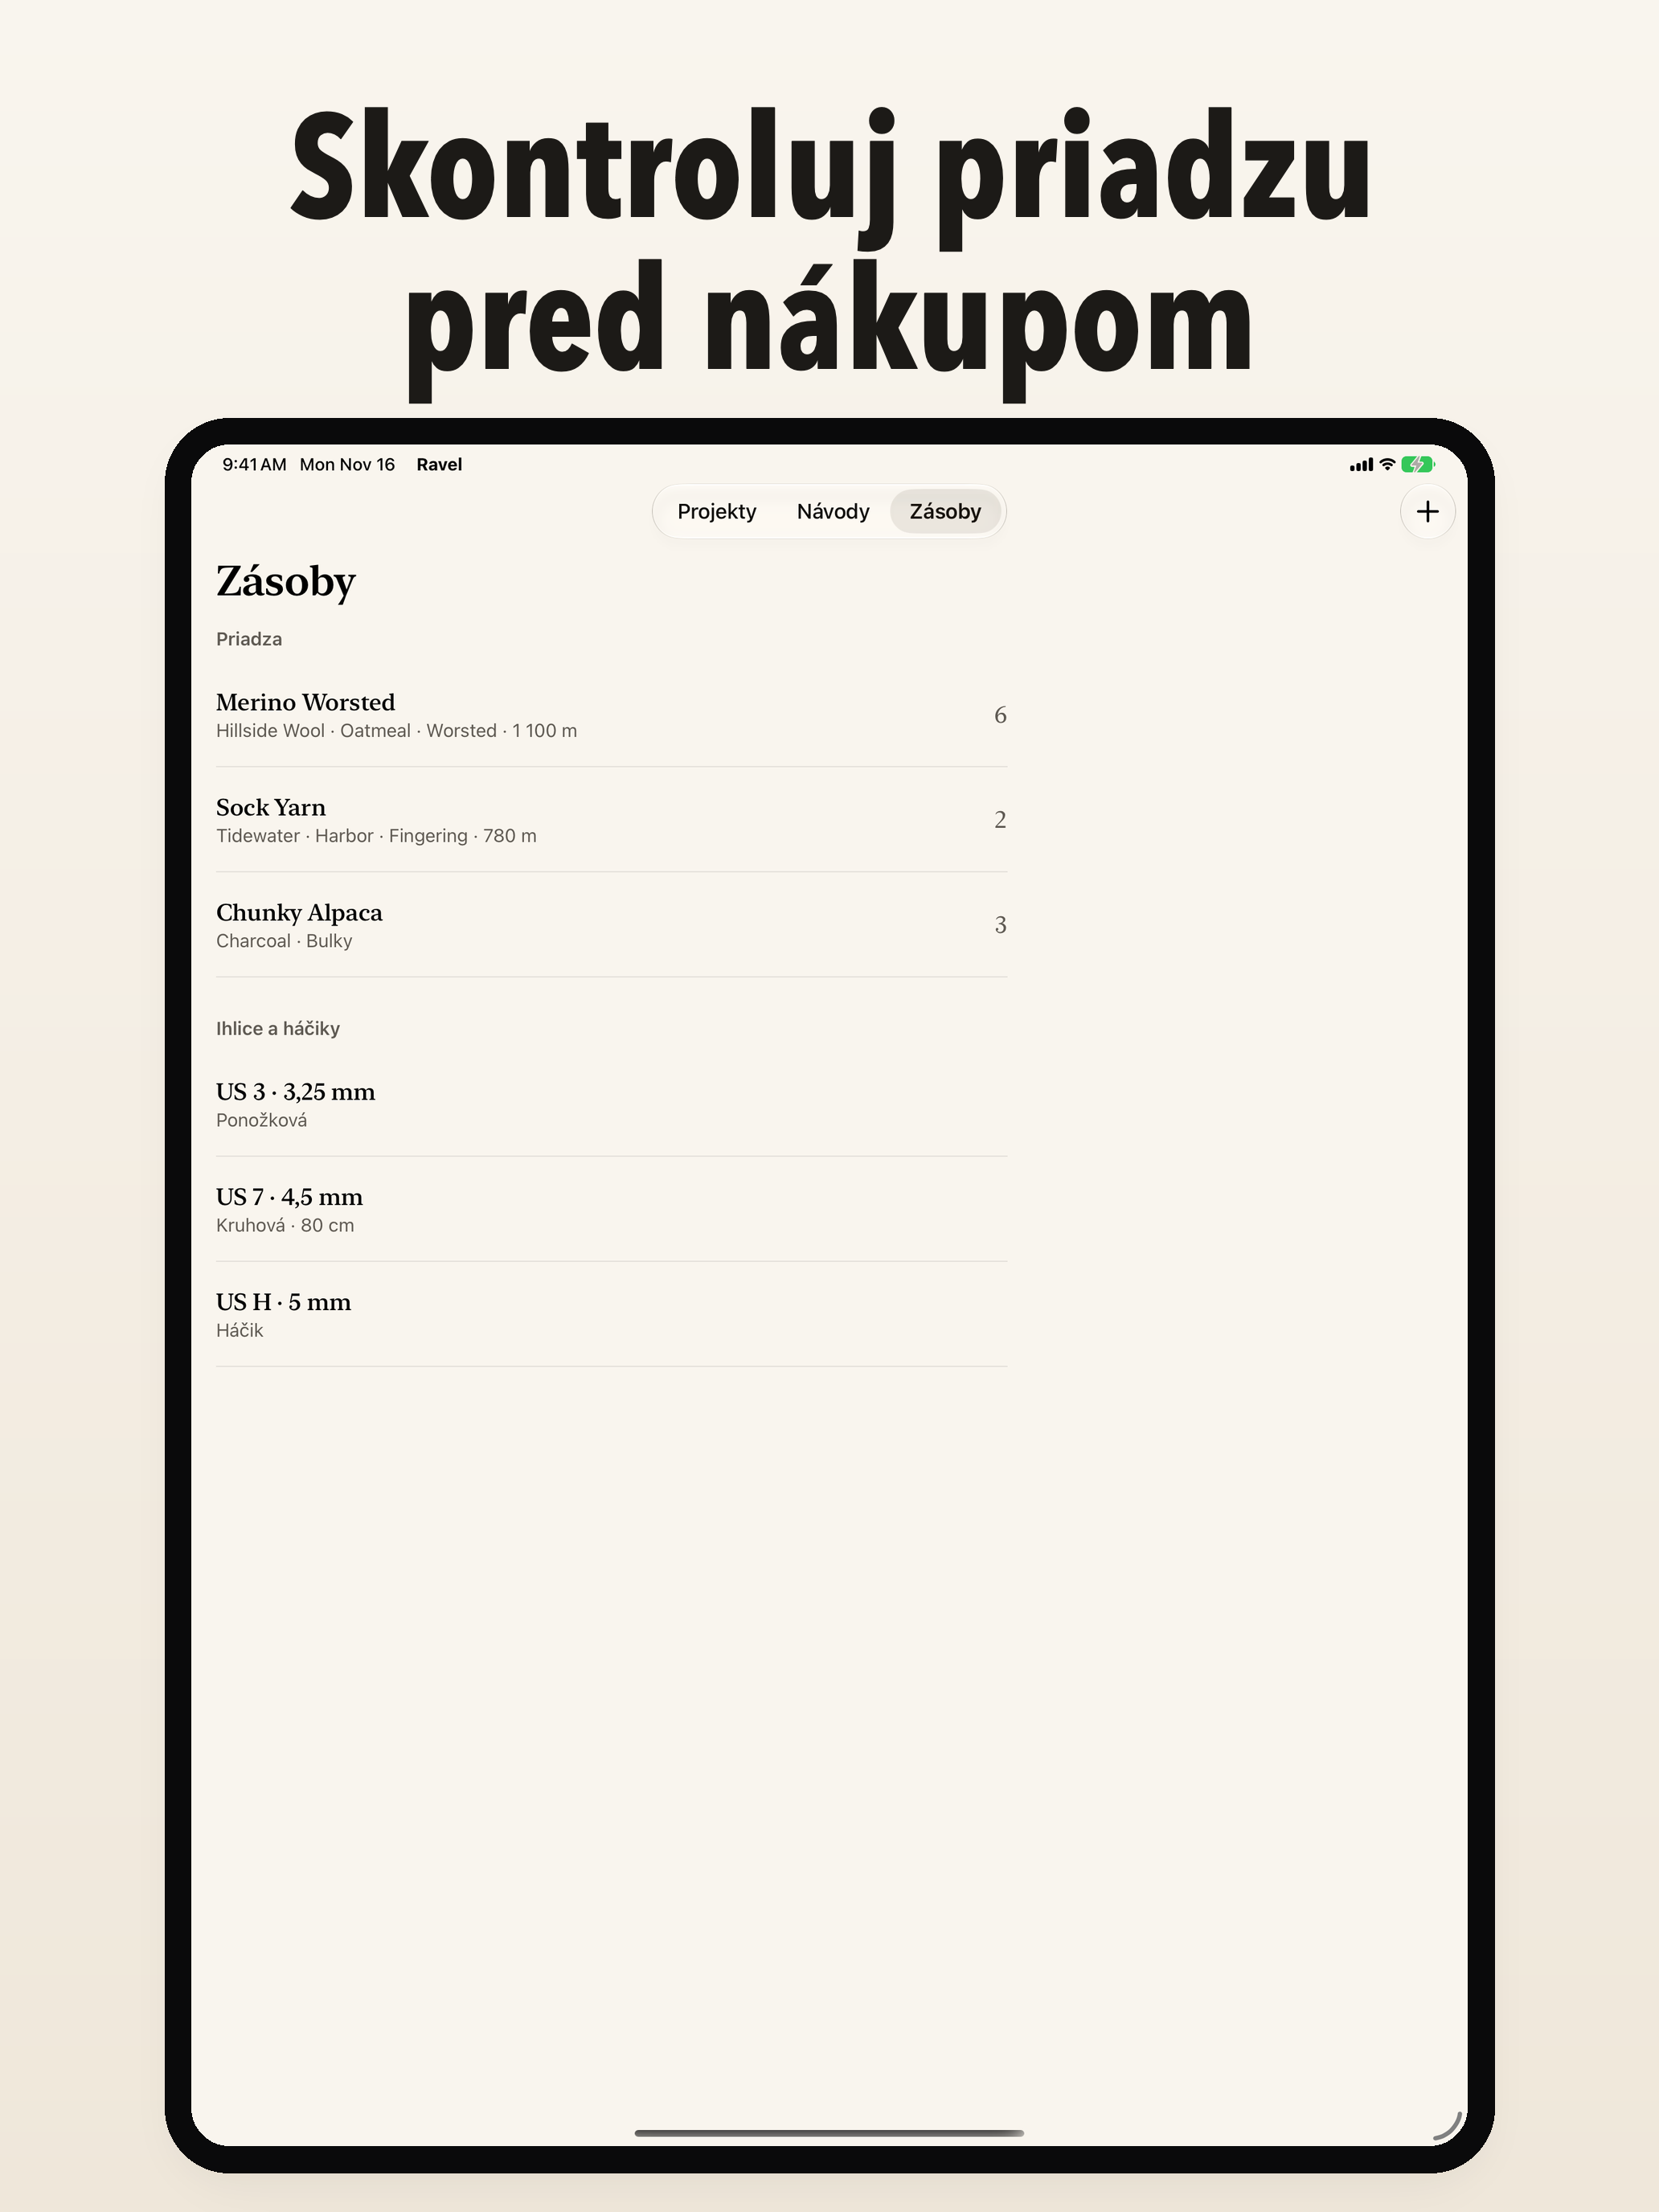 Skontroluj priadzu
pred nákupom
9:41 AM Mon Nov 16 Ravel
Projekty Návody Zásoby
Zásoby
Priadza
Merino Worsted
Hillside Wool · Oatmeal · Worsted · 1 100 m
6
Sock Yarn
Tidewater · Harbor · Fingering · 780 m
2
Chunky Alpaca
Charcoal · Bulky
3
Ihlice a háčiky
US 3 · 3,25 mm
Ponožková
US 7 · 4,5 mm
Kruhová · 80 cm
US H · 5 mm
Háčik